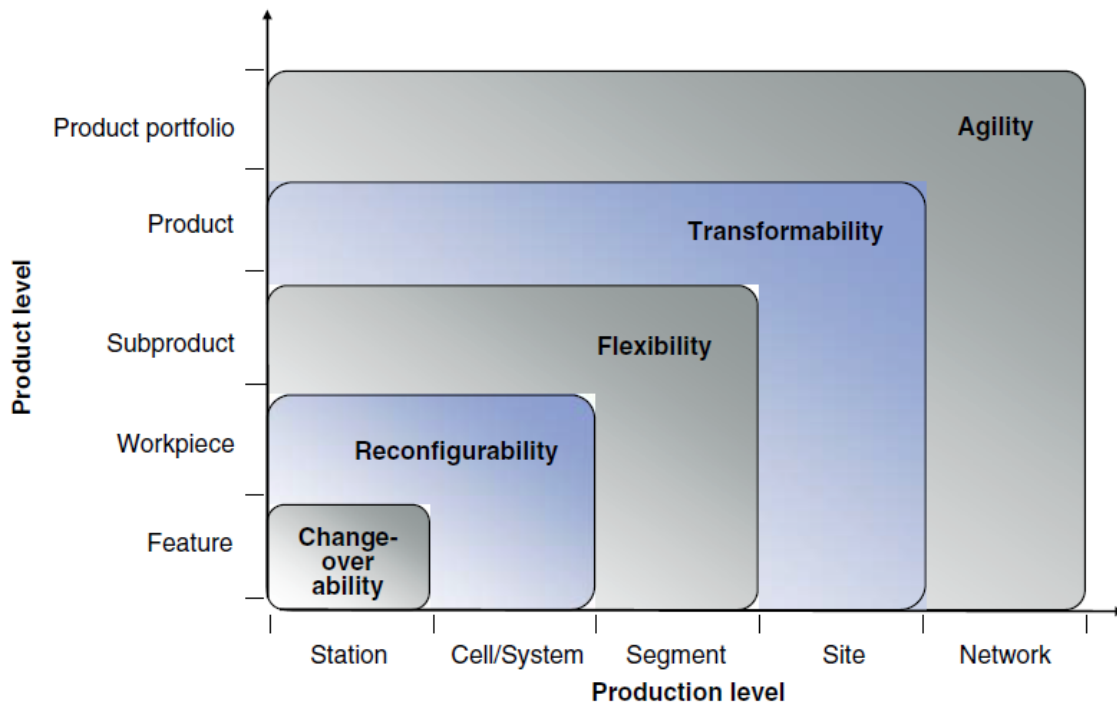 Product portfolio
Agility
Product
Transformability
Product level
Subproduct
Flexibility
Workpiece
Reconfigurability
Feature
Change-
over
ability
Station
Cell/System
Segment
Site
Network
Production level